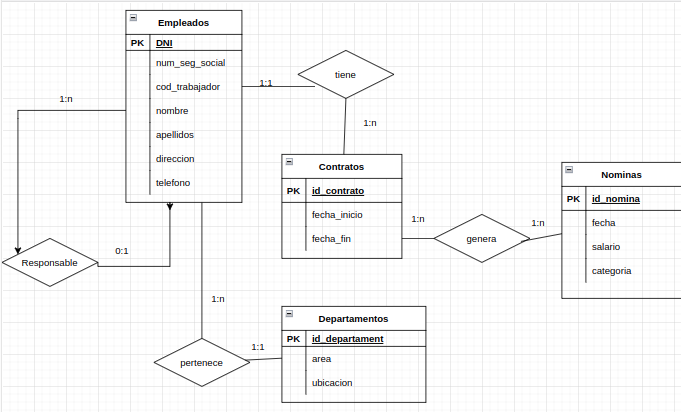 Empleados
PK DNI
num_seg_social
cod_trabajador
nombre
apellidos
direccion
telefono
1:1
tiene
1:n
1:n
Contratos
PK id_contrato
fecha_inicio
fecha_fin
1:n
genera
1:n
Nominas
PK id_nomina
fecha
salario
categoria
Responsable
0:1
1:n
pertenece
1:1
Departamentos
PK id_departament
area
ubicacion